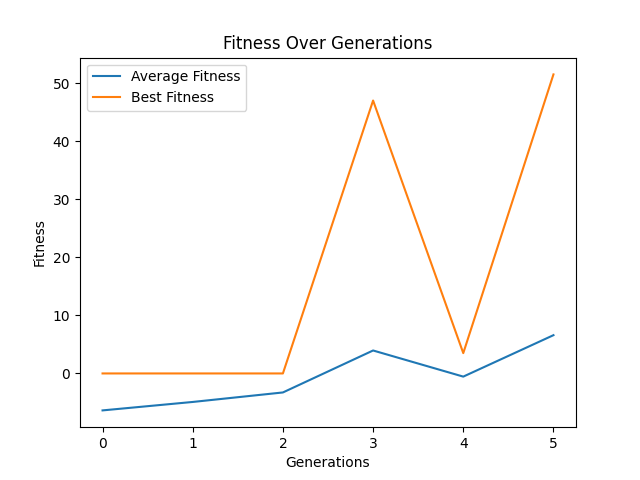 Fitness Over Generations
Average Fitness
Best Fitness
50
40
30
20
10
0
Fitness
0 1 2 3 4 5
Generations